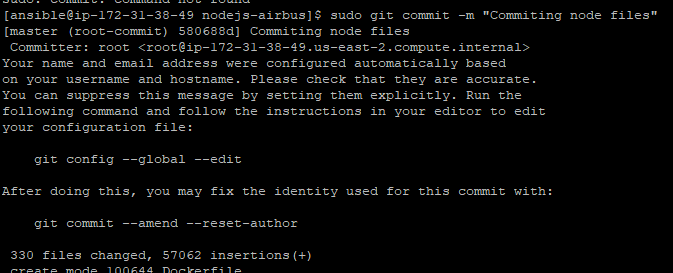 sudo: commit: command not found
[ansible@ip-172-31-38-49 nodejs-airbus]$ sudo git commit -m "Commiting node files"
[master (root-commit) 580688d] Commiting node files
 Committer: root <root@ip-172-31-38-49.us-east-2.compute.internal>
Your name and email address were configured automatically based
on your username and hostname. Please check that they are accurate.
You can suppress this message by setting them explicitly. Run the
following command and follow the instructions in your editor to edit
your configuration file:

    git config --global --edit

After doing this, you may fix the identity used for this commit with:

    git commit --amend --reset-author

 330 files changed, 57062 insertions(+)
 create mode 100644 Dockerfile